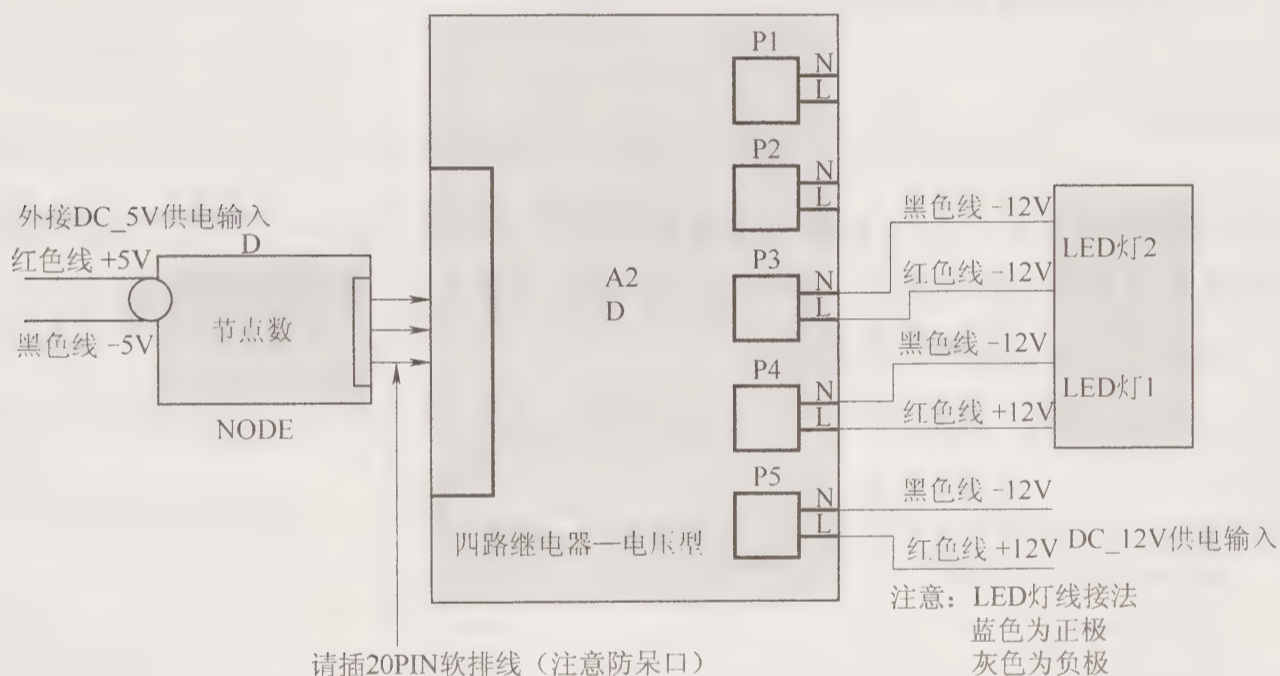 外接DC_5V供电输入
D
红色线 +5V
黑色线 -5V
节点数
NODE
请插20PIN软排线（注意防呆口）
A2
D
四路继电器—电压型
P1
N
L
P2
N
L
P3
N
L
P4
N
L
P5
N
L
黑色线 -12V
红色线 -12V
黑色线 -12V
红色线 +12V
黑色线 -12V
红色线 +12V
LED灯2
LED灯1
DC_12V供电输入
注意：LED灯线接法
蓝色为正极
灰色为负极